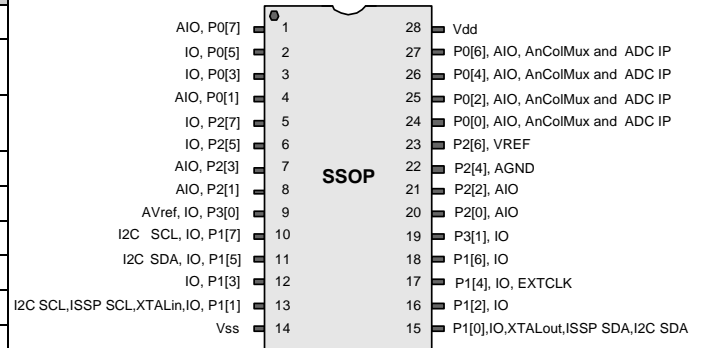 AIO, P0[7] 1 28 Vdd
IO, P0[5] 2 27 P0[6], AIO, AnColMux and ADC IP
IO, P0[3] 3 26 P0[4], AIO, AnColMux and ADC IP
AIO, P0[1] 4 25 P0[2], AIO, AnColMux and ADC IP
IO, P2[7] 5 24 P0[0], AIO, AnColMux and ADC IP
IO, P2[5] 6 23 P2[6], VREF
AIO, P2[3] 7 22 P2[4], AGND
SSOP
AIO, P2[1] 8 21 P2[2], AIO
AVref, IO, P3[0] 9 20 P2[0], AIO
I2C SCL, IO, P1[7] 10 19 P3[1], IO
I2C SDA, IO, P1[5] 11 18 P1[6], IO
IO, P1[3] 12 17 P1[4], IO, EXTCLK
I2C SCL,ISSP SCL,XTALin,IO, P1[1] 13 16 P1[2], IO
Vss 14 15 P1[0],IO,XTALout,ISSP SDA,I2C SDA